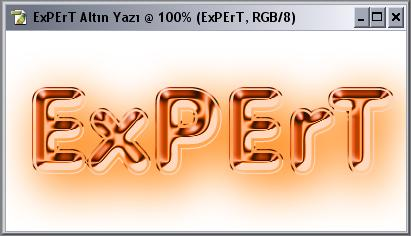 ExPErT Altın Yazı @ 100% (ExPErT, RGB/8)
ExPErT